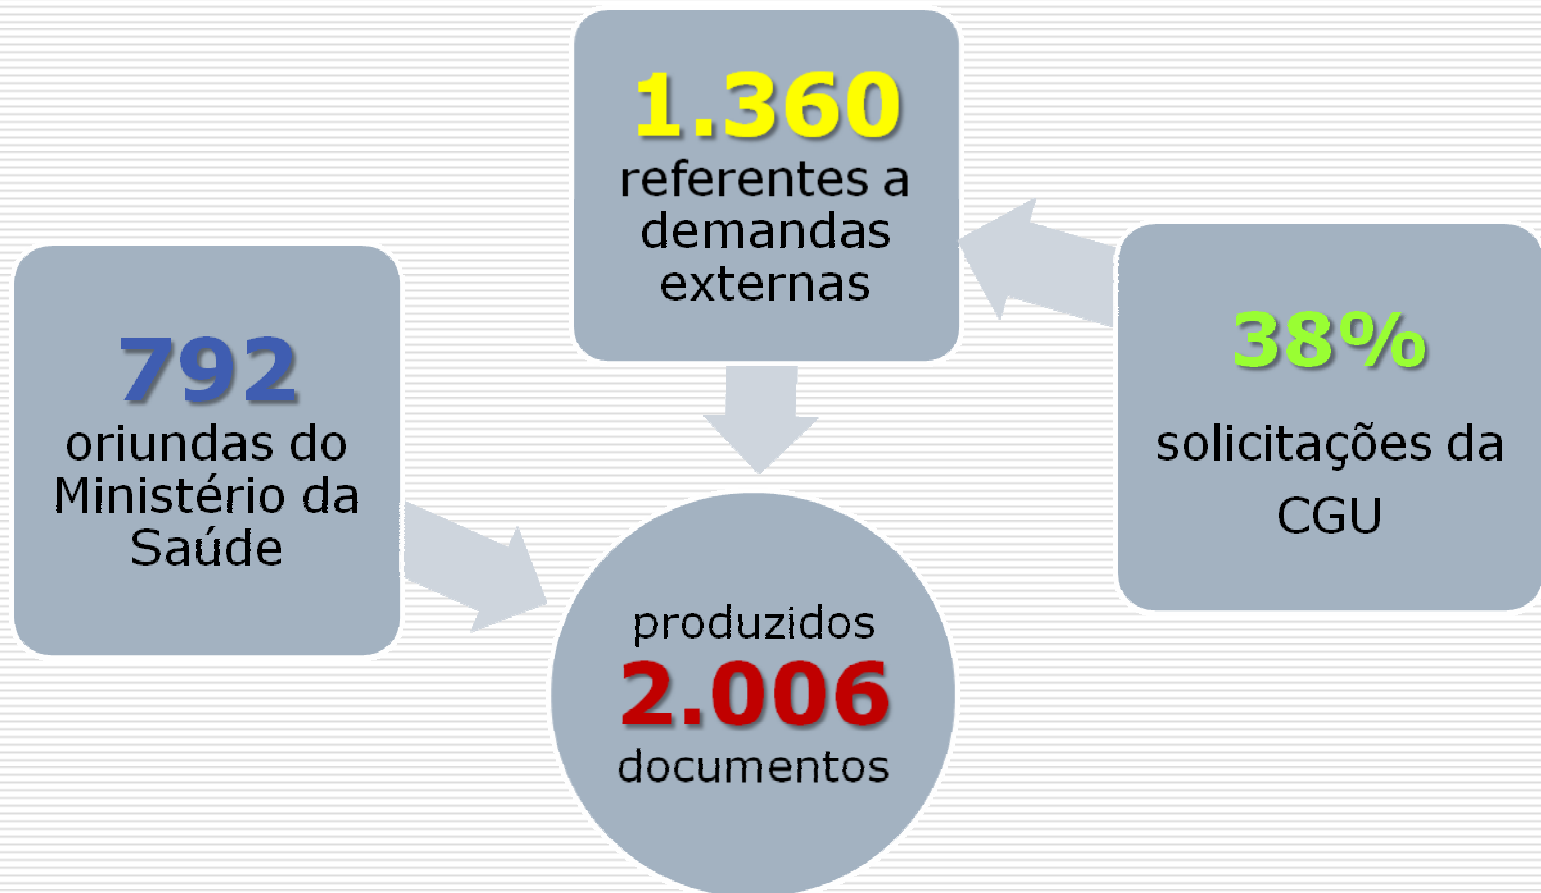 1.360
referentes a
demandas
externas
792
oriundas do
Ministério da
Saúde
38%
solicitações da
CGU
produzidos
2.006
documentos